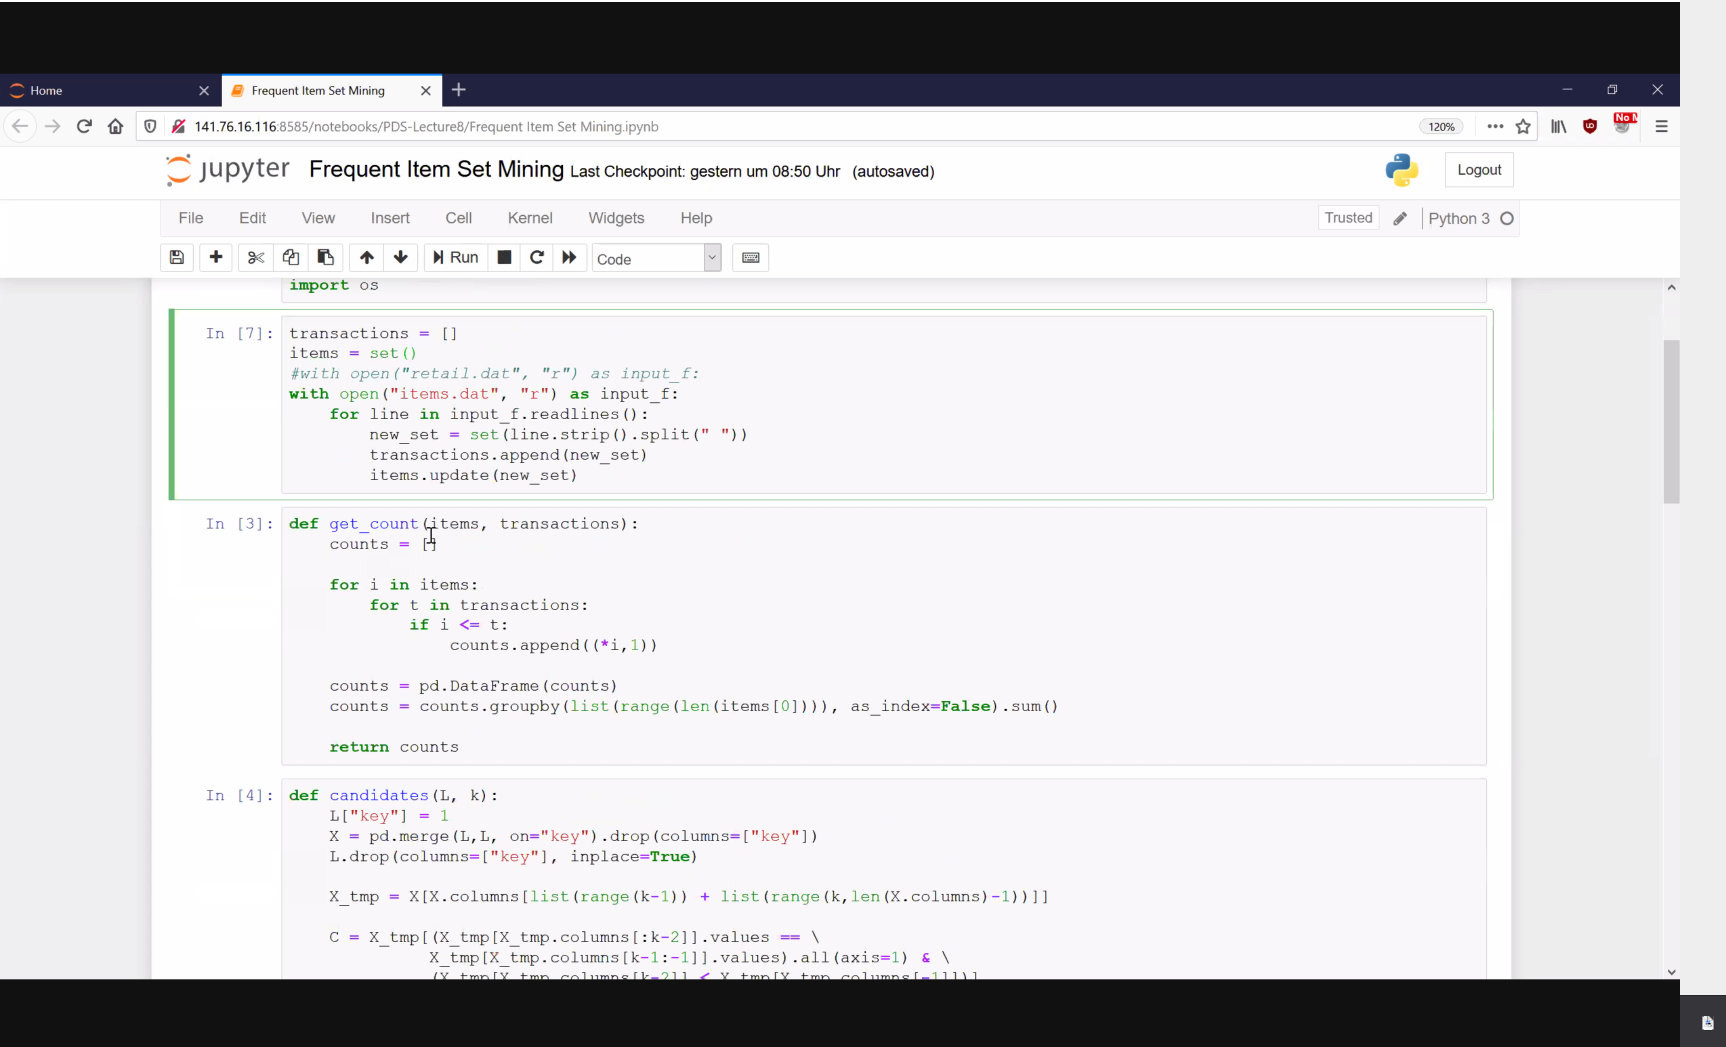 Home
Frequent Item Set Mining
141.76.16.116:8585/notebooks/PDS-Lecture8/Frequent Item Set Mining.ipynb
120%
jupyter Frequent Item Set Mining Last Checkpoint: gestern um 08:50 Uhr (autosaved)
Logout
File Edit View Insert Cell Kernel Widgets Help
Trusted Python 3
Run Code
import os
In [7]: transactions = []
items = set()
#with open("retail.dat", "r") as input_f:
with open("items.dat", "r") as input_f:
    for line in input_f.readlines():
        new_set = set(line.strip().split(" "))
        transactions.append(new_set)
        items.update(new_set)
In [3]: def get_count(items, transactions):
    counts = []
    for i in items:
        for t in transactions:
            if i <= t:
                counts.append((*i,1))
    counts = pd.DataFrame(counts)
    counts = counts.groupby(list(range(len(items[0]))), as_index=False).sum()
    return counts
In [4]: def candidates(L, k):
    L["key"] = 1
    X = pd.merge(L,L, on="key").drop(columns=["key"])
    L.drop(columns=["key"], inplace=True)
    X_tmp = X[X.columns[list(range(k-1)) + list(range(k,len(X.columns)-1))]]
    C = X_tmp[(X_tmp[X_tmp.columns[:k-2]].values == \
              X_tmp[X_tmp.columns[k-1:-1]].values).all(axis=1) & \
              (X_tmp[X_tmp.columns[k-2]] < X_tmp[X_tmp.columns[-1]])]